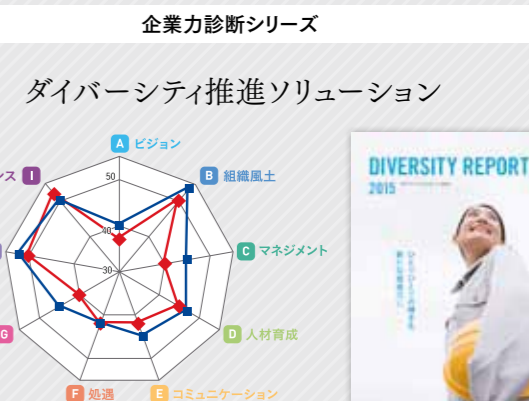 企業力診断シリーズ
ダイバーシティ推進ソリューション
A ビジョン
50
40
30
B 組織風土
C マネジメント
D 人材育成
E コミュニケーション
F 処遇
G
ンス I
DIVERSITY REPORT
2015